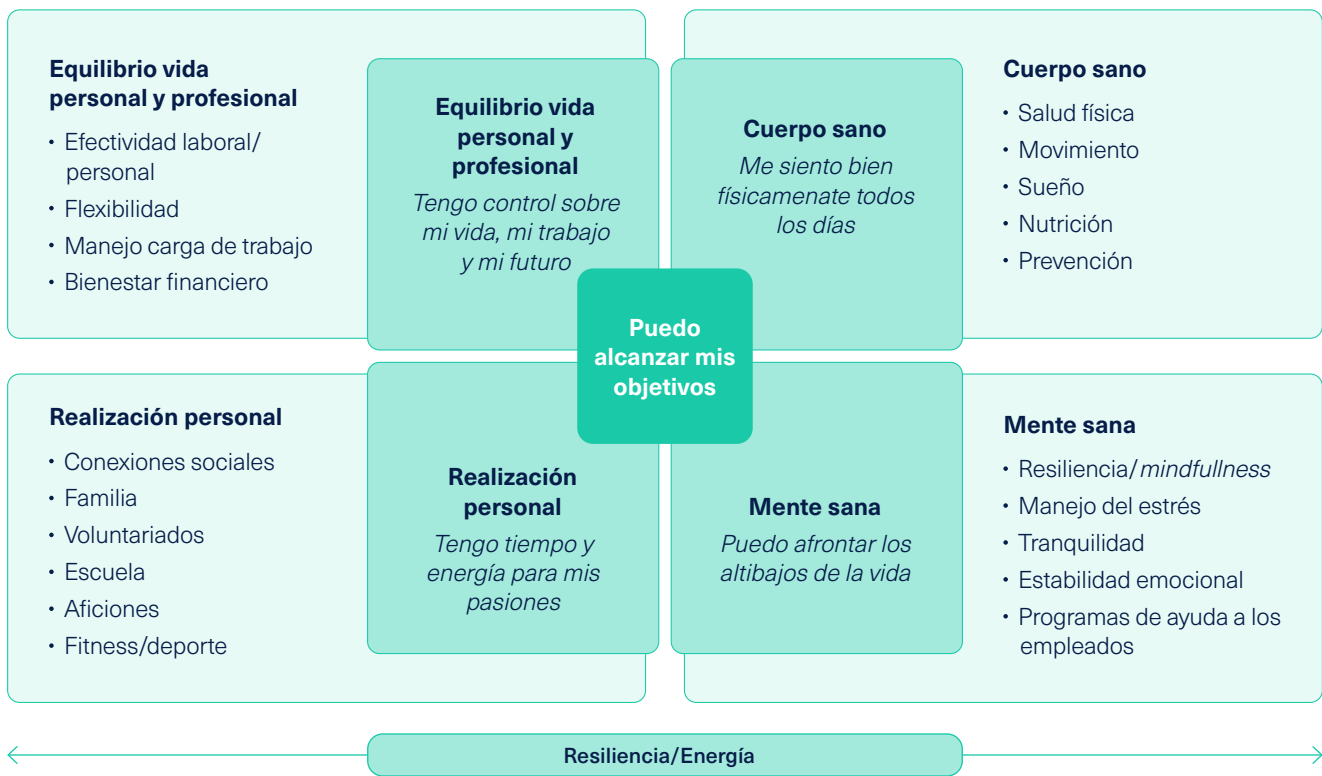 Equilibrio vida
personal y profesional
• Efectividad laboral/
personal
• Flexibilidad
• Manejo carga de trabajo
• Bienestar financiero
Equilibrio vida
personal y
profesional
Tengo control sobre
mi vida, mi trabajo
y mi futuro
Cuerpo sano
Me siento bien
físicamenate todos
los días
Cuerpo sano
• Salud física
• Movimiento
• Sueño
• Nutrición
• Prevención
Puedo
alcanzar mis
objetivos
Realización personal
• Conexiones sociales
• Familia
• Voluntariados
• Escuela
• Aficiones
• Fitness/deporte
Realización
personal
Tengo tiempo y
energía para mis
pasiones
Mente sana
Puedo afrontar los
altibajos de la vida
Mente sana
• Resiliencia/mindfullness
• Manejo del estrés
• Tranquilidad
• Estabilidad emocional
• Programas de ayuda a los
empleados
Resiliencia/Energía